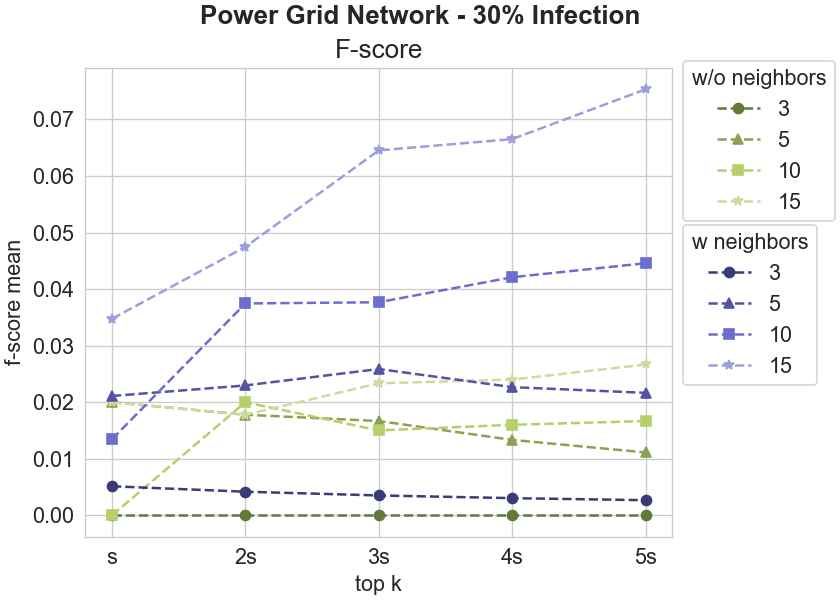 Power Grid Network - 30% Infection
F-score
0.07
0.06
0.05
0.04
0.03
0.02
0.01
0.00
f-score mean
s 2s 3s 4s 5s
top k
w/o neighbors
3
5
10
15
w neighbors
3
5
10
15